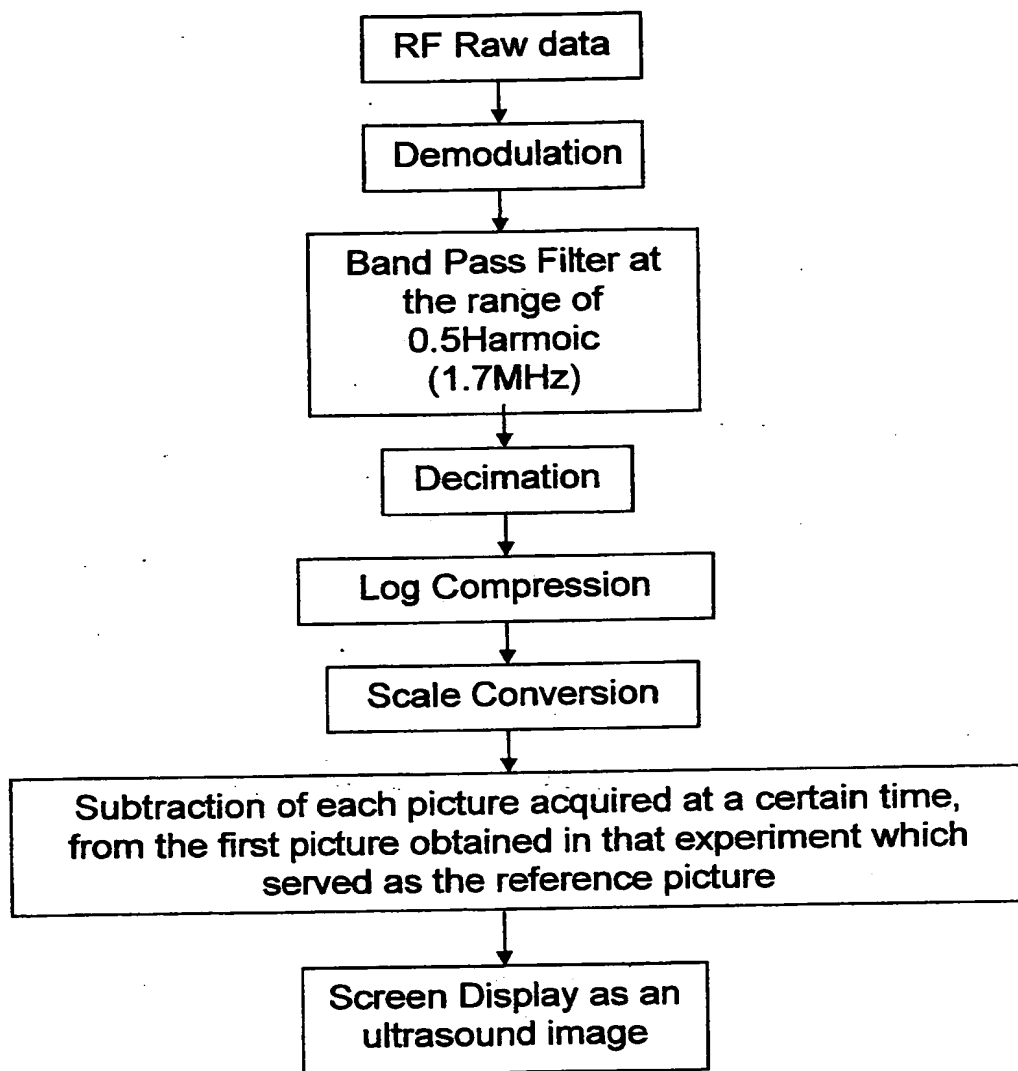 RF Raw data
Demodulation
Band Pass Filter at
the range of
0.5Harmoic
(1.7MHz)
Decimation
Log Compression
Scale Conversion
Subtraction of each picture acquired at a certain time,
from the first picture obtained in that experiment which
served as the reference picture
Screen Display as an
ultrasound image